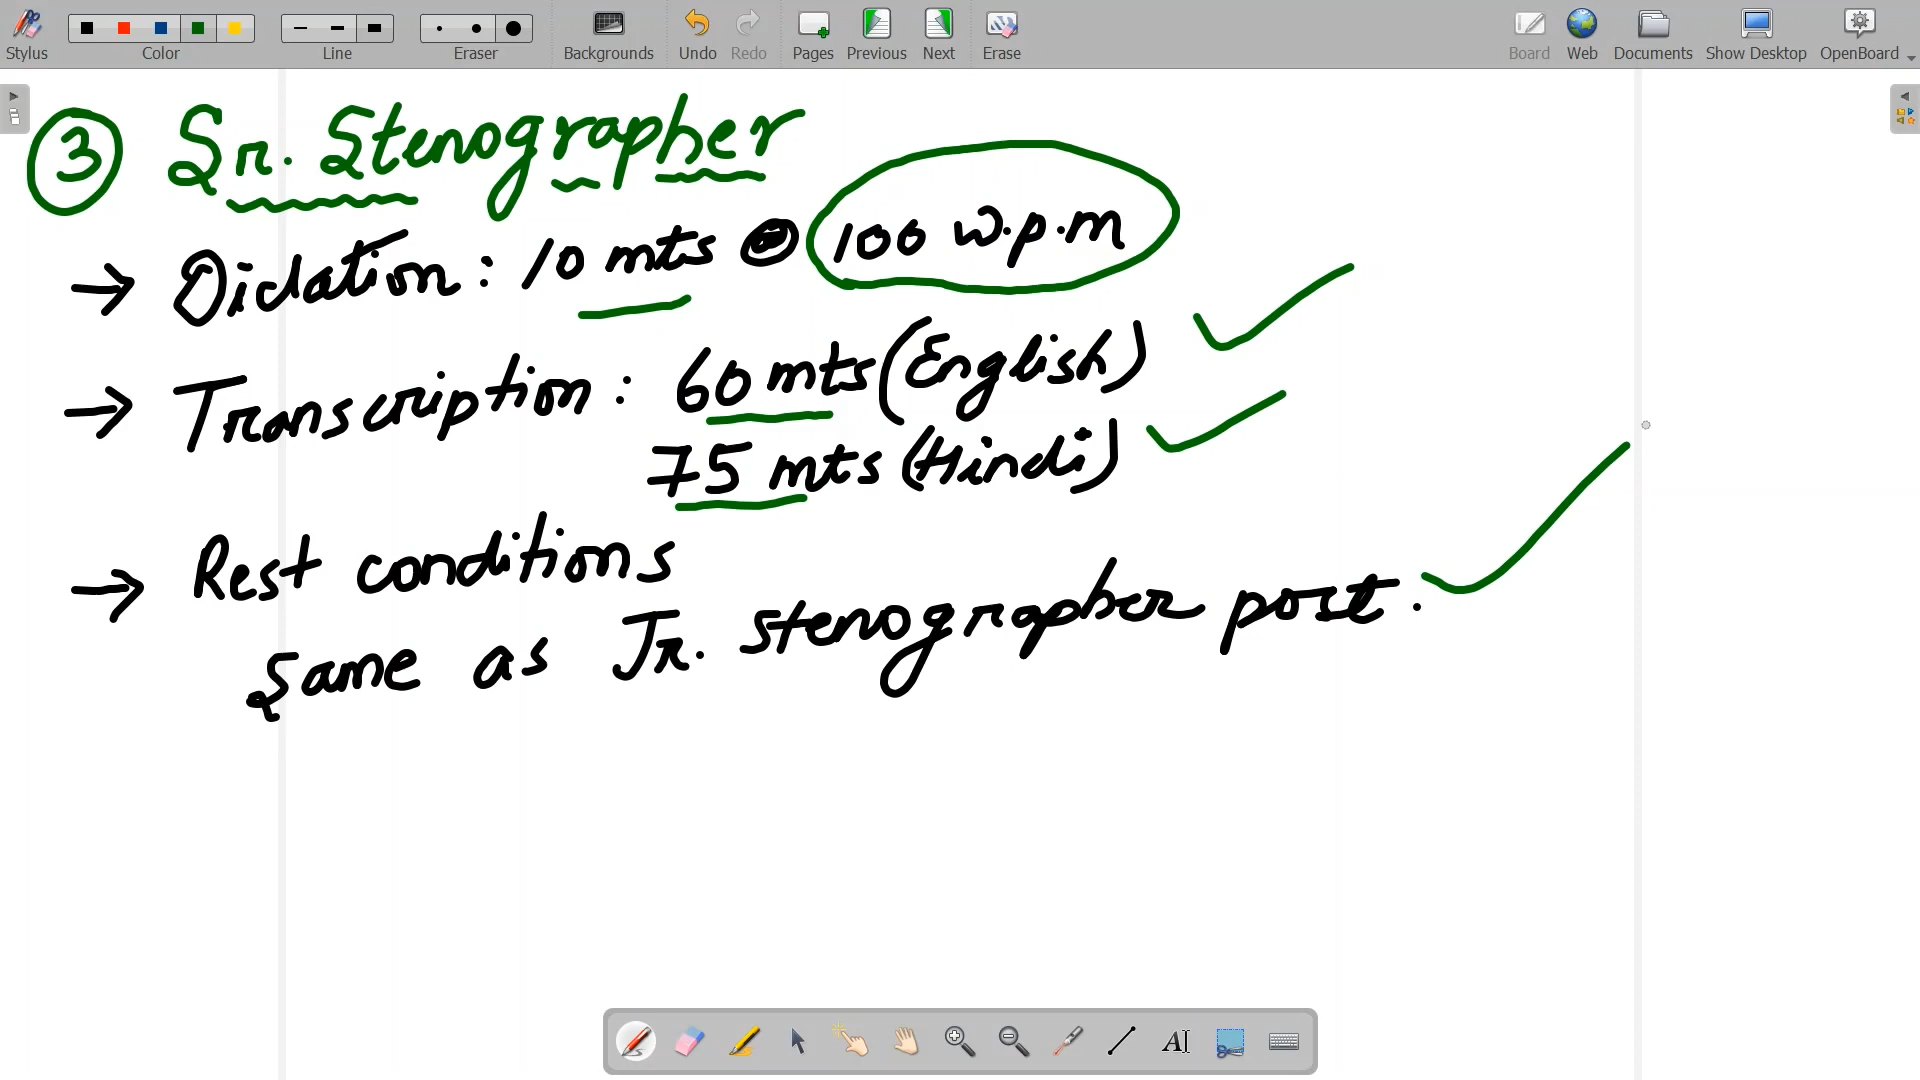 Stylus
Color
Line
Eraser
Backgrounds
Undo
Redo
Pages
Previous
Next
Erase
Board
Web
Documents
Show Desktop
OpenBoard
3 Sr. Stenographer
→ Dictation : 10 mts @ 100 w.p.m
→ Transcription : 60 mts (English)
75 mts (Hindi)
→ Rest conditions
same as Jr. stenographer post.
AI